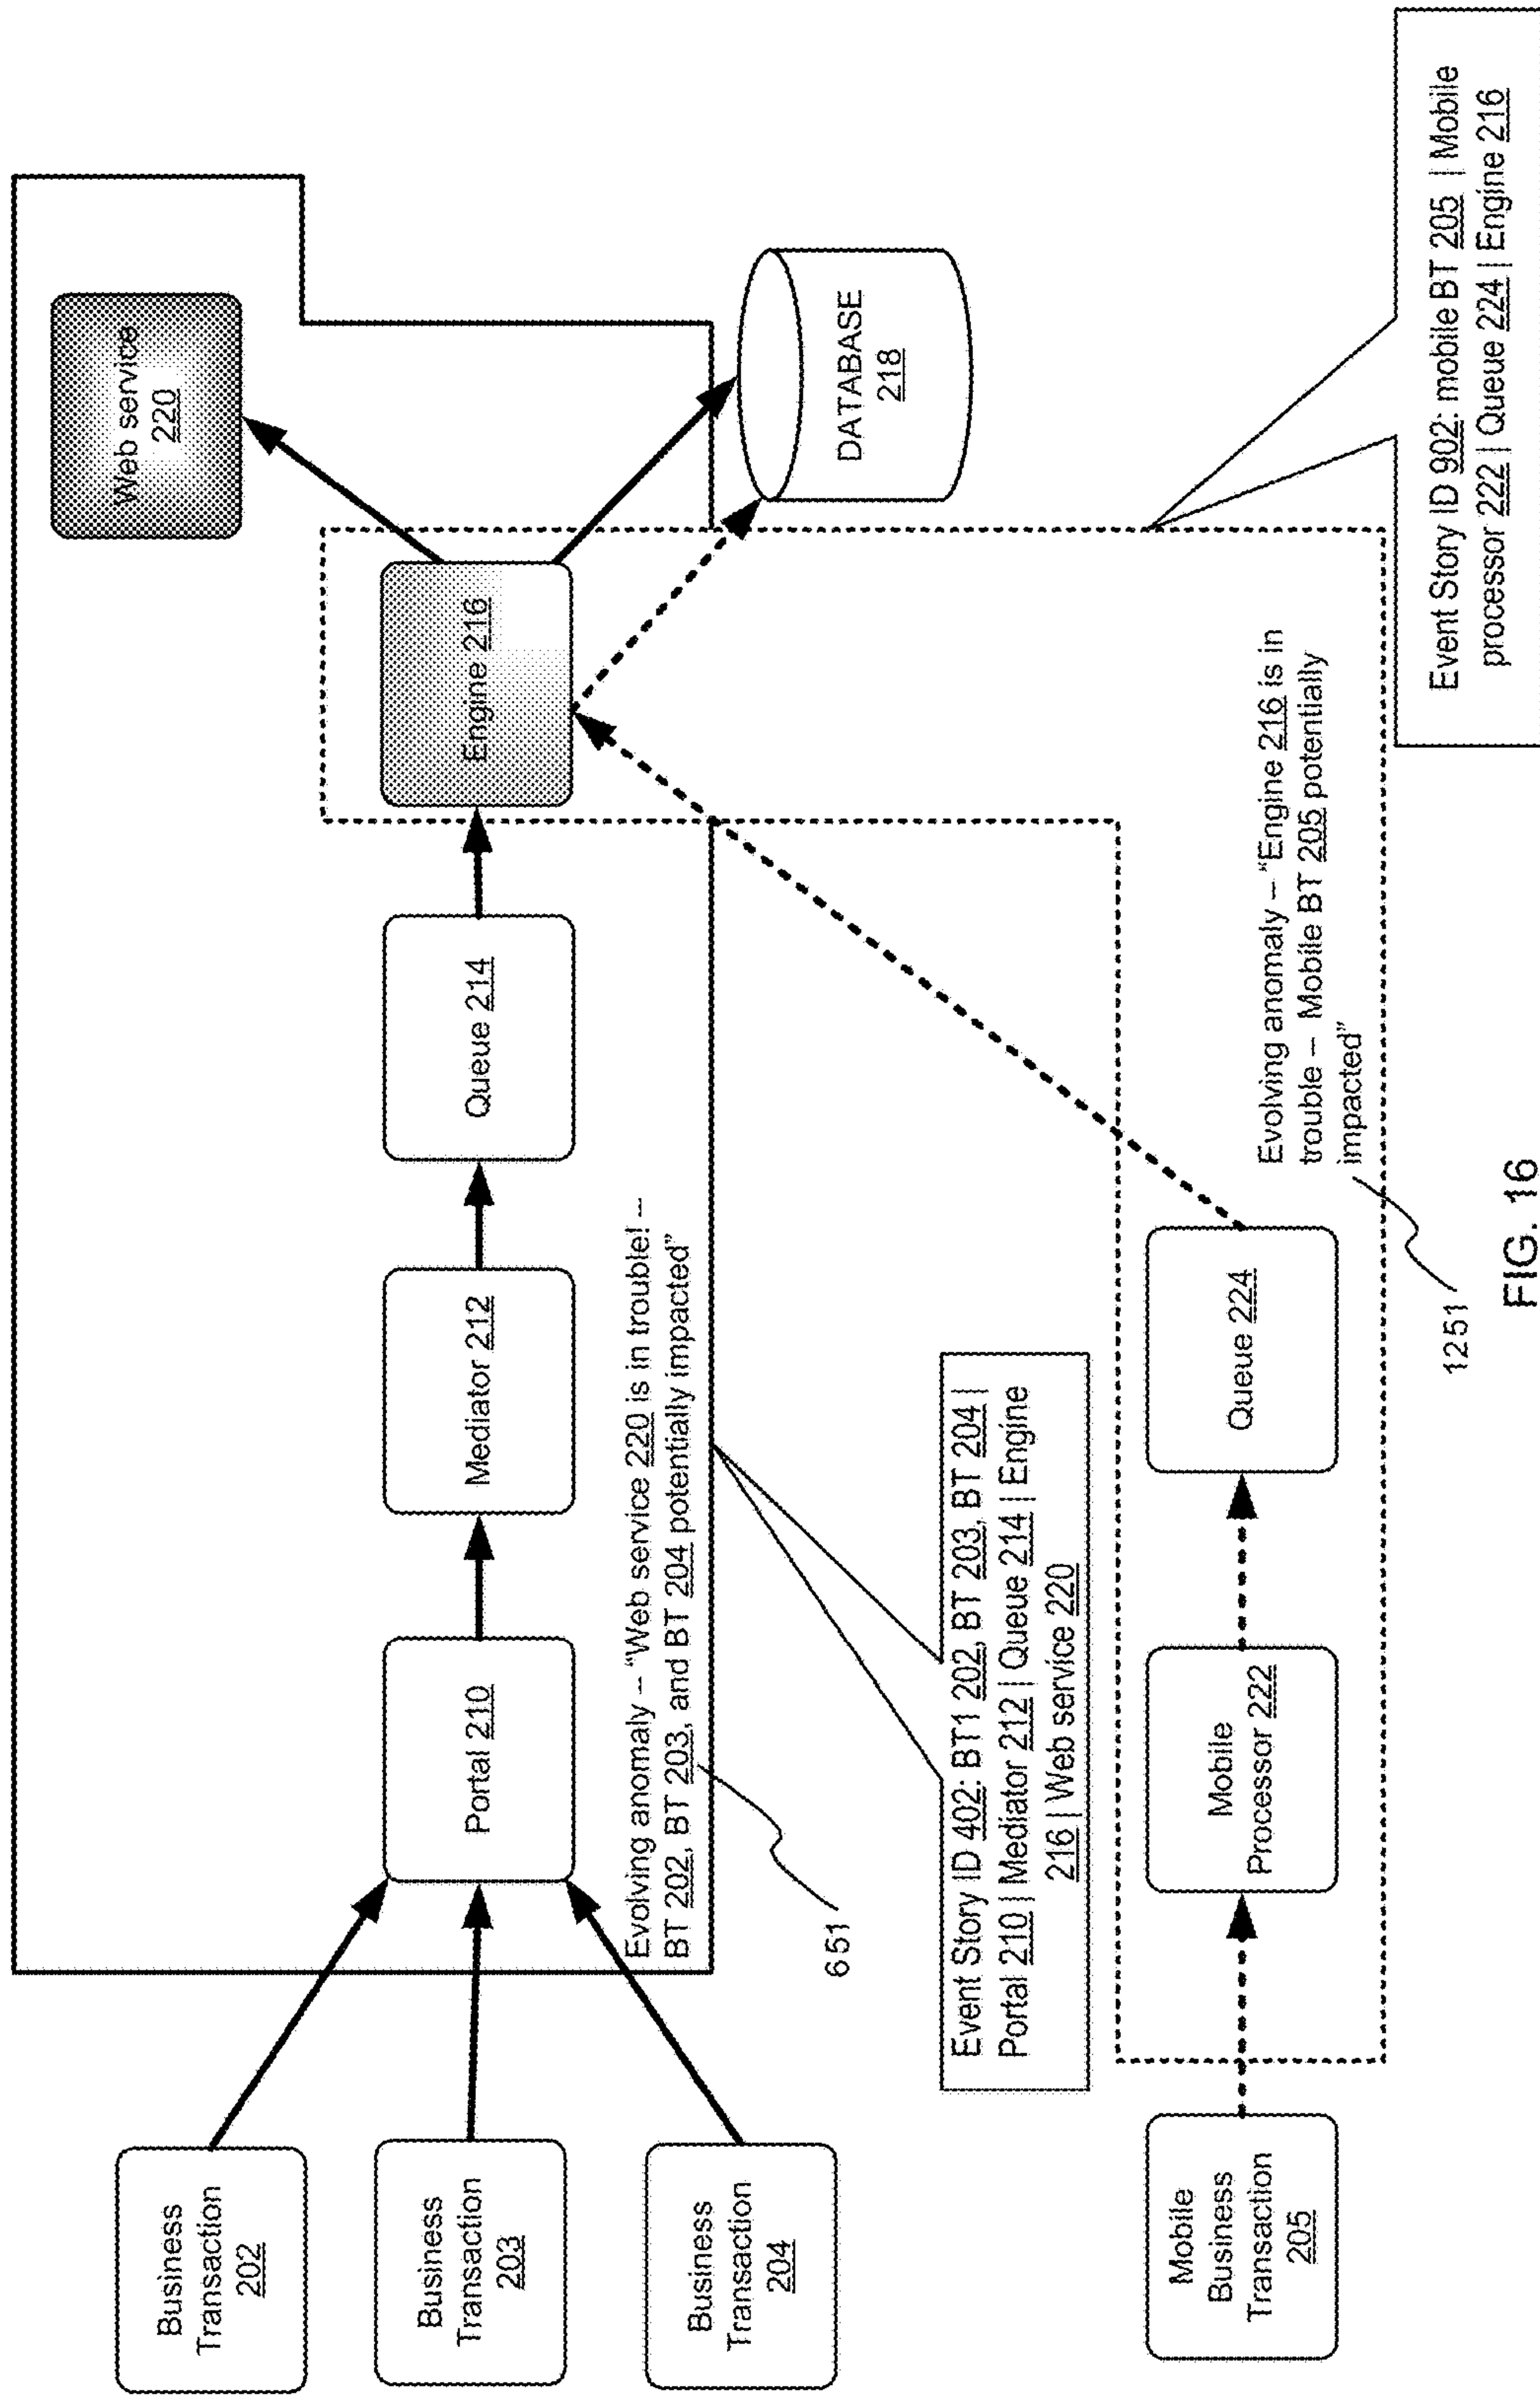 Business
Transaction
202
Business
Transaction
203
Business
Transaction
204
Portal 210
Mediator 212
Queue 214
Engine 216
Web service
220
DATABASE
218
Evolving anomaly – "Web service 220 is in trouble! –
BT 202, BT 203, and BT 204 potentially impacted"
651
Event Story ID 402: BT1 202, BT 203, BT 204 |
Portal 210 | Mediator 212 | Queue 214 | Engine
216 | Web service 220
Mobile
Business
Transaction
205
Mobile
Processor 222
Queue 224
Evolving anomaly – "Engine 216 is in
trouble – Mobile BT 205 potentially
impacted"
1251
Event Story ID 902: mobile BT 205 | Mobile
processor 222 | Queue 224 | Engine 216
FIG. 16